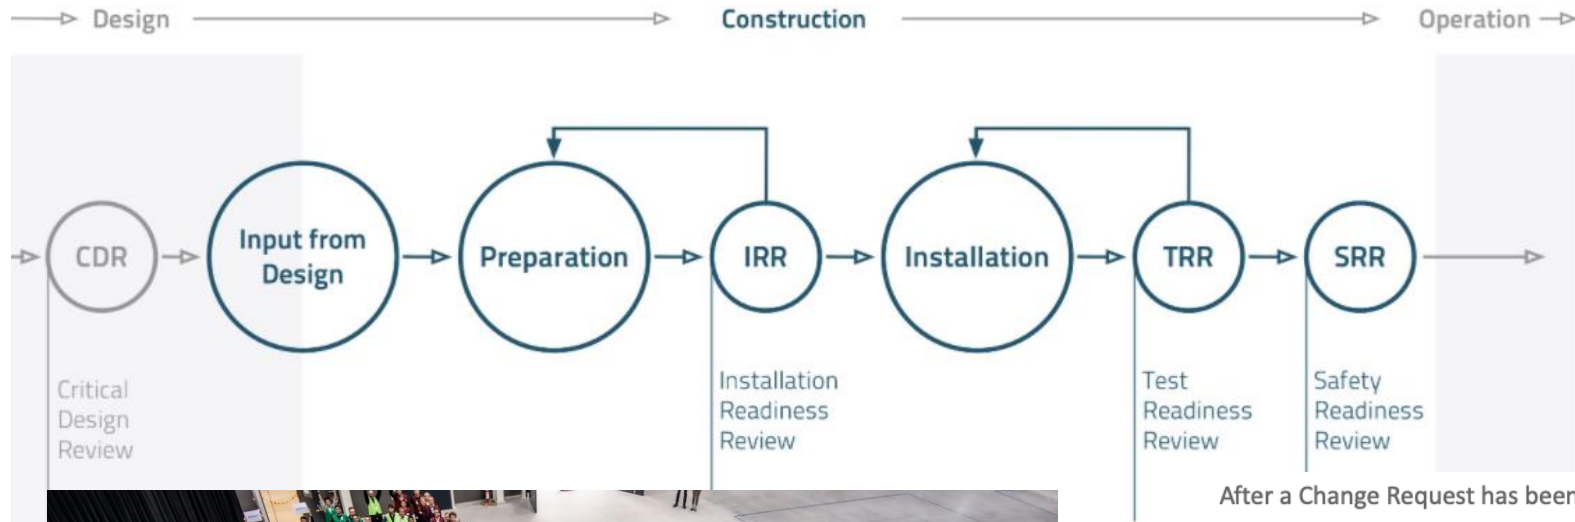 Design
Construction
Operation
CDR
Input from
Design
Preparation
IRR
Installation
TRR
SRR
Critical
Design
Review
Installation
Readiness
Review
Test
Readiness
Review
Safety
Readiness
Review
After a Change Request has been